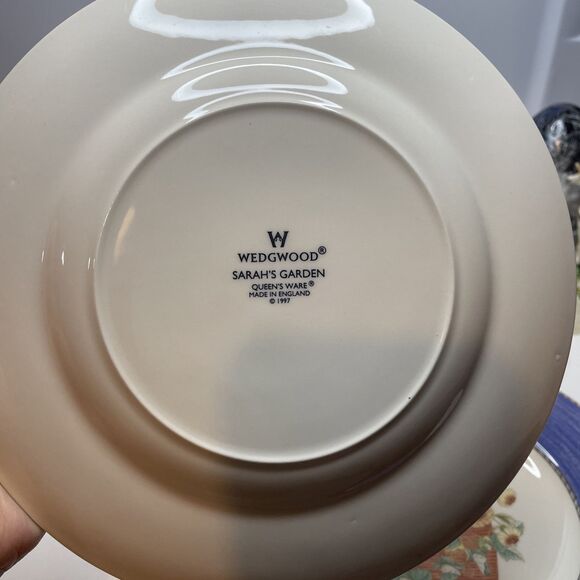 W
WEDGWOOD®
SARAH'S GARDEN
QUEEN'S WARE®
MADE IN ENGLAND
© 1997